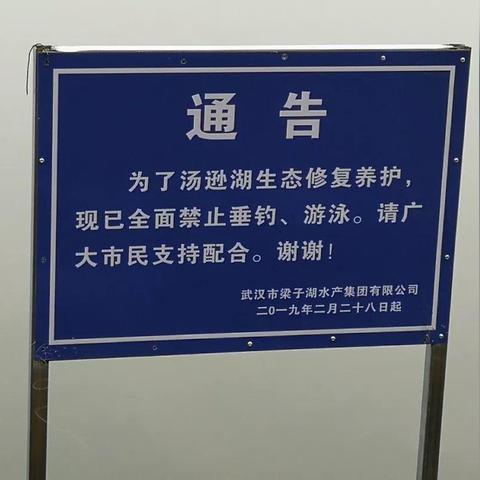 通告
为了汤逊湖生态修复养护，
现已全面禁止垂钓、游泳。请广
大市民支持配合。谢谢！
武汉市梁子湖水产集团有限公司
二0一九年二月二十八日起